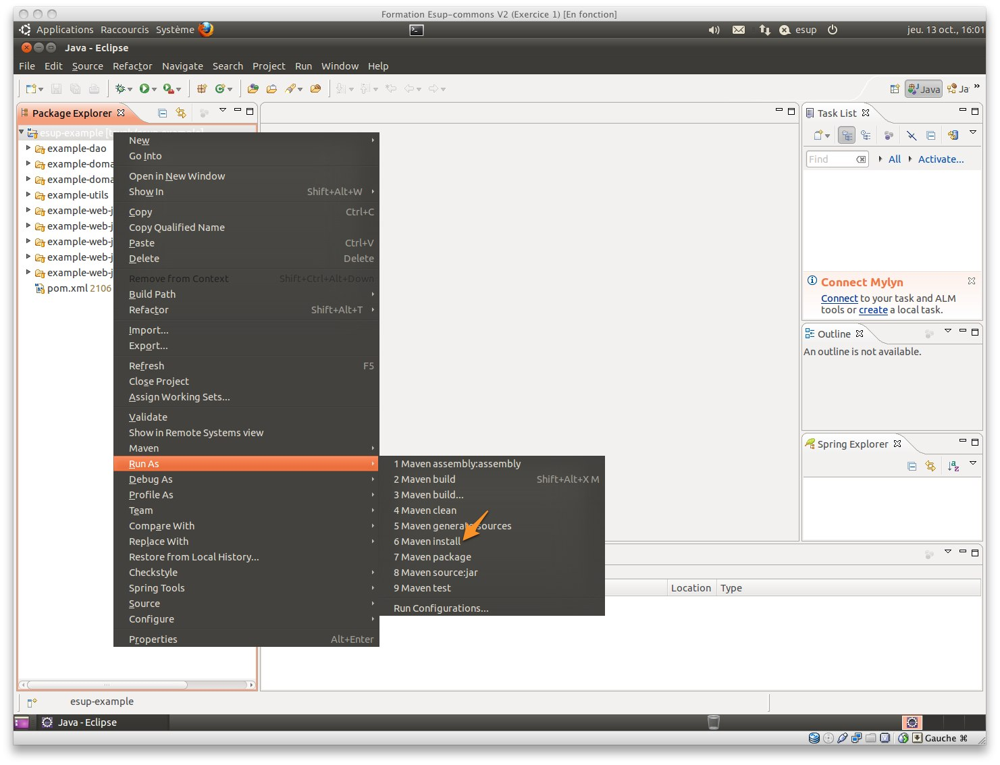 Formation Esup-commons V2 (Exercice 1) [En fonction]
Applications Raccourcis Système esup jeu. 13 oct., 16:01
Java - Eclipse
File Edit Source Refactor Navigate Search Project Run Window Help
Java Ja »
Package Explorer
esup-example [trunk/esup-example]
example-dao
example-doma
example-doma
example-utils
example-web-j
example-web-j
example-web-j
example-web-j
example-web-j
pom.xml 2106
New
Go Into
Open in New Window
Show In Shift+Alt+W
Copy Ctrl+C
Copy Qualified Name
Paste Ctrl+V
Delete Delete
Remove from Context Shift+Ctrl+Alt+Down
Build Path
Refactor Shift+Alt+T
Import...
Export...
Refresh F5
Close Project
Assign Working Sets...
Validate
Show in Remote Systems view
Maven
Run As
Debug As
Profile As
Team
Compare With
Replace With
Restore from Local History...
Checkstyle
Spring Tools
Source
Configure
Properties Alt+Enter
1 Maven assembly:assembly
2 Maven build Shift+Alt+X M
3 Maven build...
4 Maven clean
5 Maven generate-sources
6 Maven install
7 Maven package
8 Maven source:jar
9 Maven test
Run Configurations...
Task List
Find All Activate...
Connect Mylyn
Connect to your task and ALM
tools or create a local task.
Outline
An outline is not available.
Spring Explorer
Location Type
esup-example
Java - Eclipse
Gauche ⌘